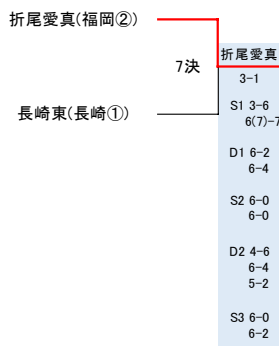 折尾愛真(福岡②)
折尾愛真
7決
3-1
長崎東(長崎①)
S1 3-6
6(7)-7
D1 6-2
6-4
S2 6-0
6-0
D2 4-6
6-4
5-2
S3 6-0
6-2